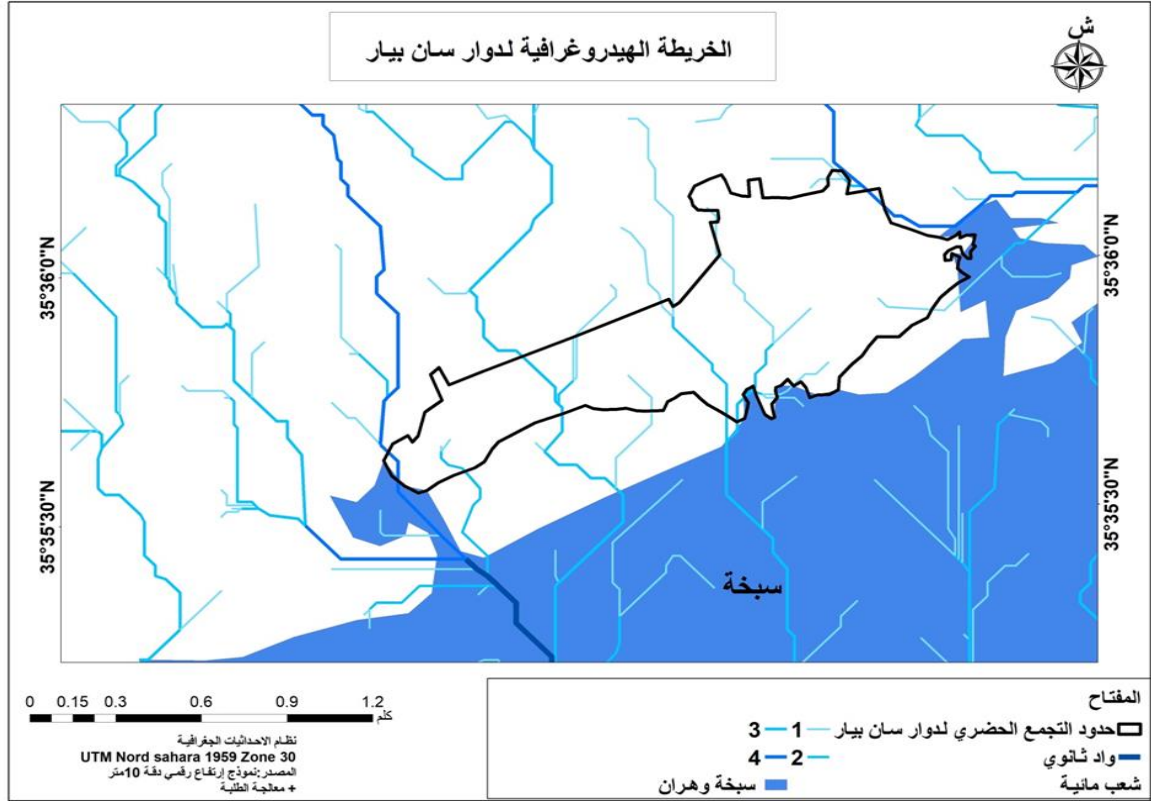 الخريطة الهيدروغرافية لدوار سان بيار
ش
35°36'0"N
35°36'0"N
35°35'30"N
35°35'30"N
سبخة
0 0.15 0.3 0.6 0.9 1.2
كلم
نظام الاحداثيات الجغرافية
UTM Nord sahara 1959 Zone 30
المصدر:نموذج إرتفاع رقمي دقة 10متر
+ معالجة الطلبة
المفتاح
حدود التجمع الحضري لدوار سان بيار 1 3
واد ثانوي 2 4
شعب مائية سبخة وهران